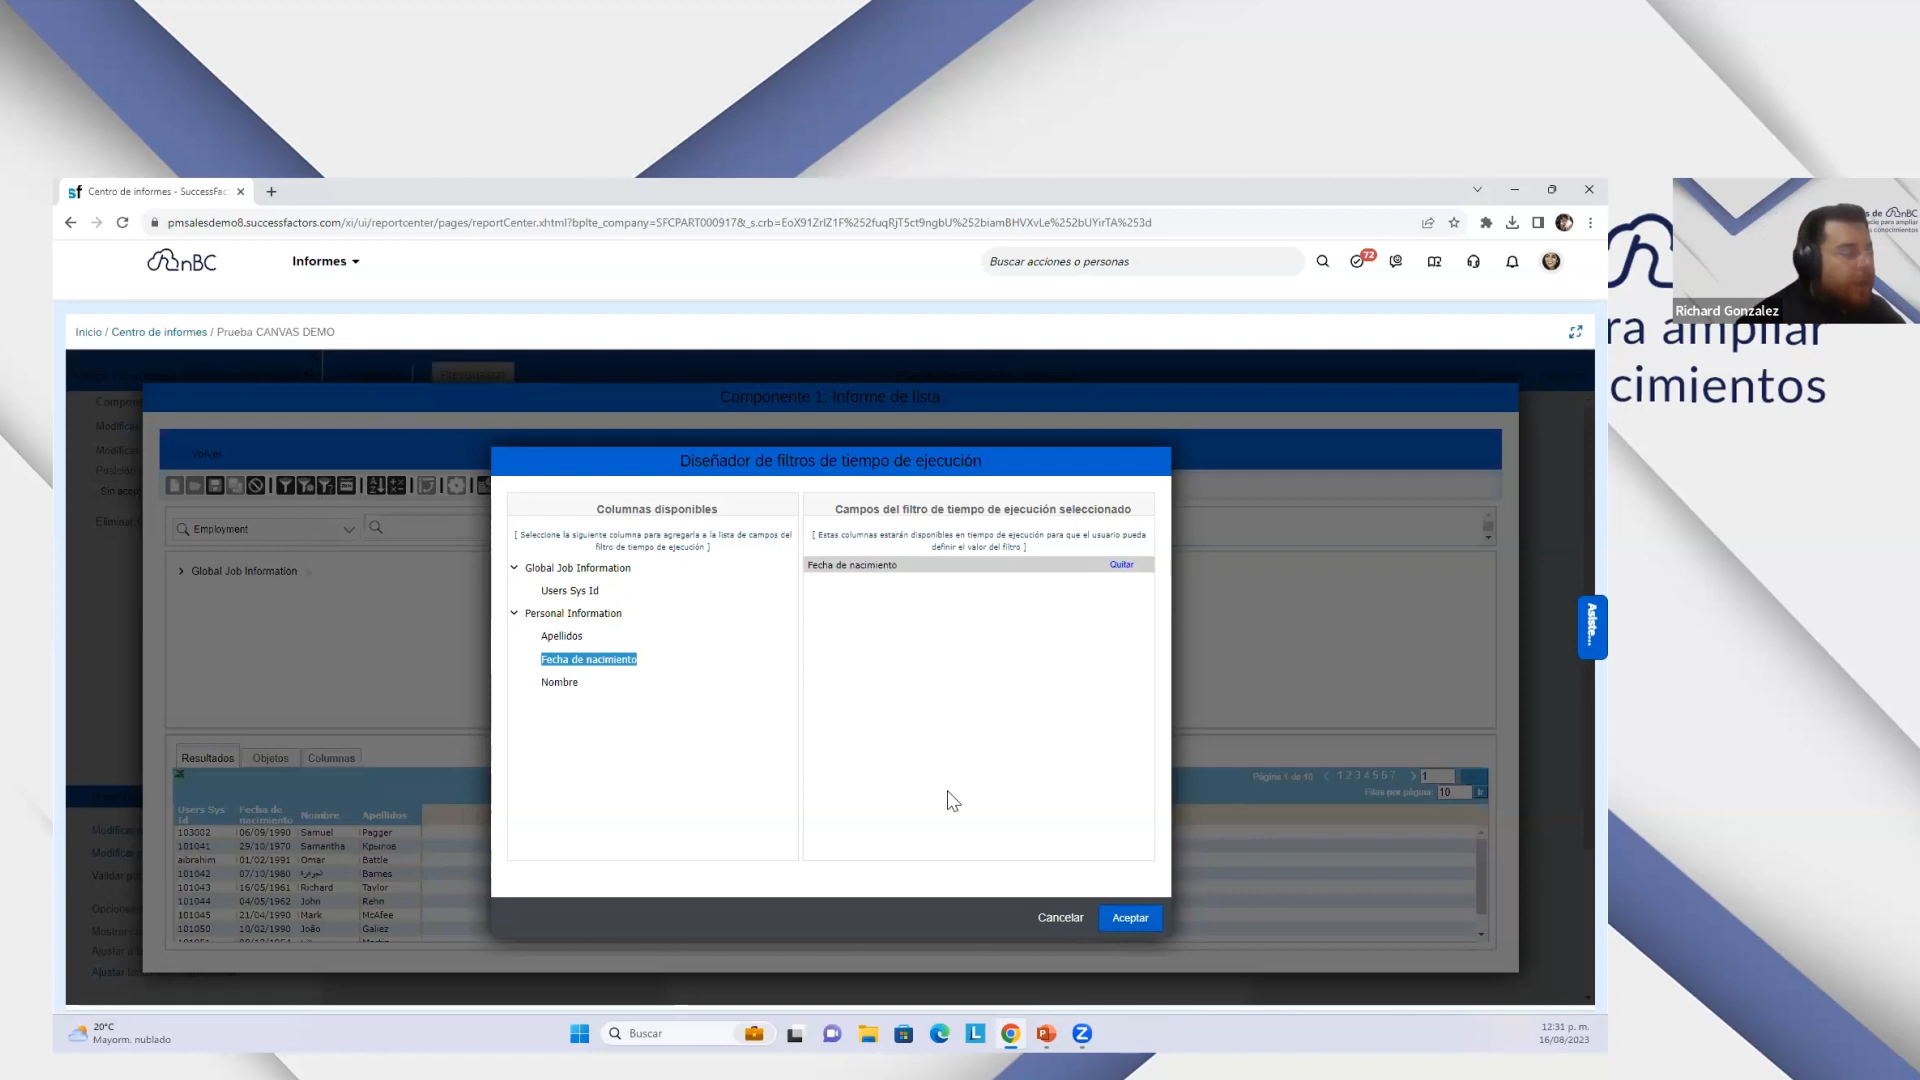 Centro de informes - SuccessFac
pmsalesdemo8.successfactors.com/xi/ui/reportcenter/pages/reportCenter.xhtml?bplte_company=SFCPART000917&_s.crb=EoX91ZrlZ1F%252fuqRjT5ct9ngbU%252biamBHVXvLe%252bUYirTA%253d
nBC
Informes
Buscar acciones o personas
72
Inicio / Centro de informes / Prueba CANVAS DEMO
Richard Gonzalez
ra ampliar
cimientos
Componente 1: Informe de lista
Volver
Diseñador de filtros de tiempo de ejecución
Columnas disponibles
Campos del filtro de tiempo de ejecución seleccionado
[ Seleccione la siguiente columna para agregarla a la lista de campos del
filtro de tiempo de ejecución ]
[ Estas columnas estarán disponibles en tiempo de ejecución para que el usuario pueda
definir el valor del filtro ]
Employment
Global Job Information
Global Job Information
Users Sys Id
Personal Information
Apellidos
Fecha de nacimiento
Nombre
Fecha de nacimiento
Quitar
Asiste...
Resultados
Objetos
Columnas
Página 1 de 10
1 2 3 4 5 6 7
1
Filas por página:
10
Ir
Users Sys
Id
Fecha de
nacimiento
Nombre
Apellidos
103002 06/09/1990 Samuel Pagger
101041 29/10/1970 Samantha Крылов
aibrahim 01/02/1991 Omar Battle
101042 07/10/1980 Barnes
101043 16/05/1961 Richard Taylor
101044 04/05/1962 John Rehn
101045 21/04/1990 Mark McAfee
101050 10/02/1990 João Galiez
Cancelar
Aceptar
20°C
Mayorm. nublado
Buscar
12:31 p. m.
16/08/2023